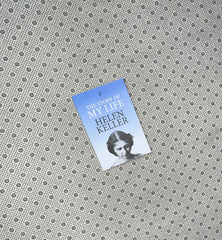 THE STORY OF
MY LIFE
HELEN
KELLER